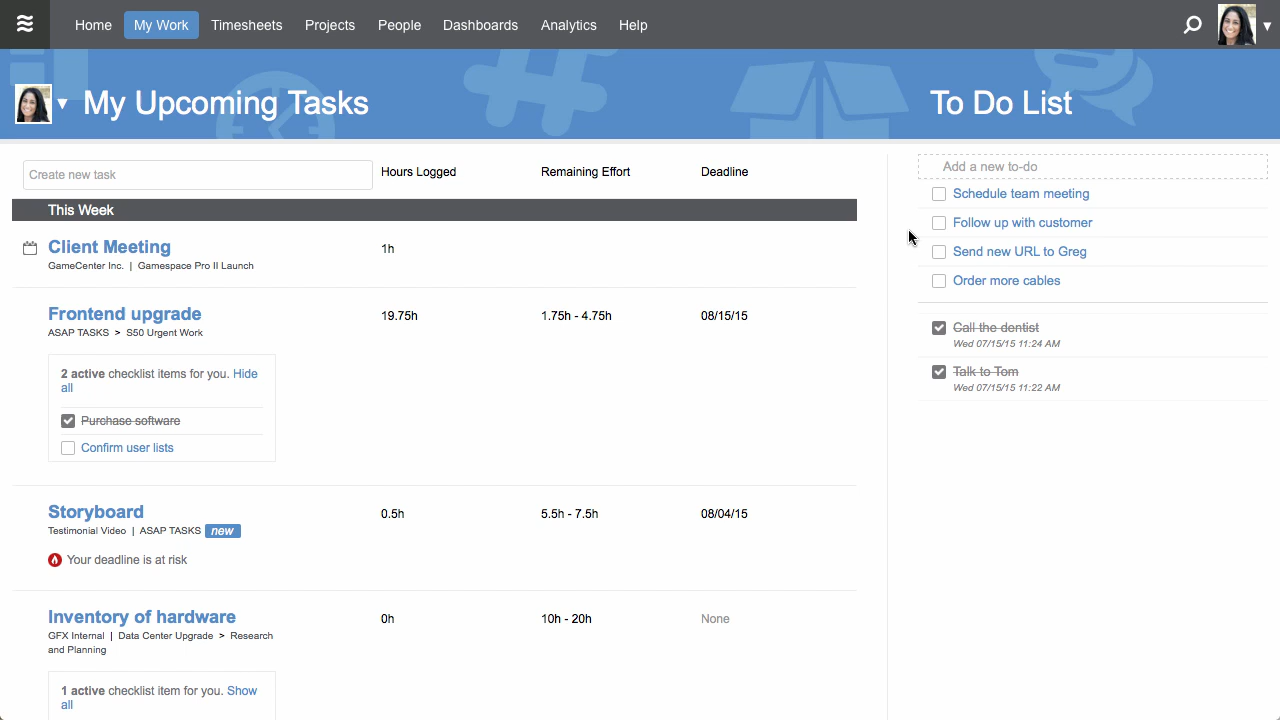 Home My Work Timesheets Projects People Dashboards Analytics Help
My Upcoming Tasks
Create new task Hours Logged Remaining Effort Deadline
This Week
Client Meeting 1h
GameCenter Inc. | Gamespace Pro II Launch
Frontend upgrade 19.75h 1.75h - 4.75h 08/15/15
ASAP TASKS > S50 Urgent Work
2 active checklist items for you. Hide
all
Purchase software
Confirm user lists
Storyboard 0.5h 5.5h - 7.5h 08/04/15
Testimonial Video | ASAP TASKS new
Your deadline is at risk
Inventory of hardware 0h 10h - 20h None
GFX Internal | Data Center Upgrade > Research
and Planning
1 active checklist item for you. Show
all
To Do List
Add a new to-do
Schedule team meeting
Follow up with customer
Send new URL to Greg
Order more cables
Call the dentist
Wed 07/15/15 11:24 AM
Talk to Tom
Wed 07/15/15 11:22 AM